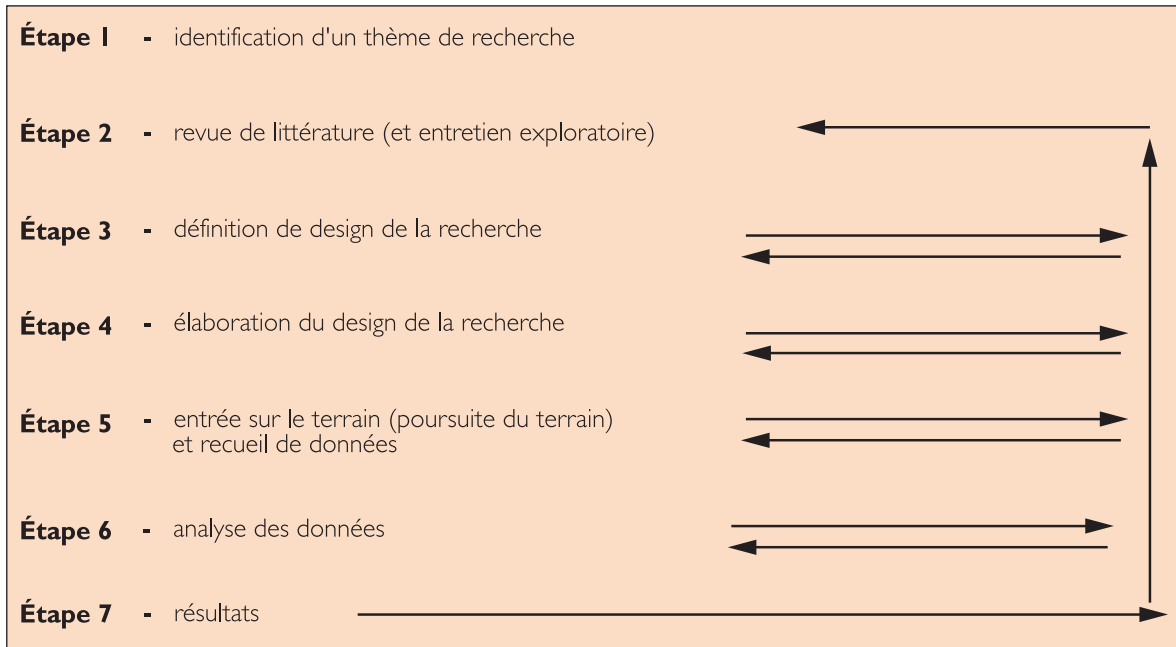 Étape 1 - identification d'un thème de recherche
Étape 2 - revue de littérature (et entretien exploratoire)
Étape 3 - définition de design de la recherche
Étape 4 - élaboration du design de la recherche
Étape 5 - entrée sur le terrain (poursuite du terrain)
et recueil de données
Étape 6 - analyse des données
Étape 7 - résultats